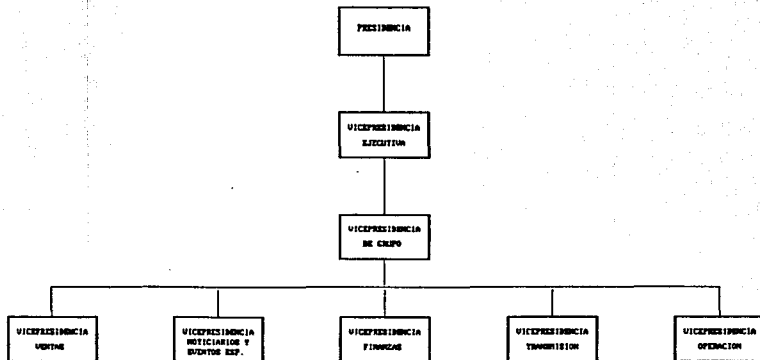 PRESIDENCIA
VICEPRESIDENCIA
EJECUTIVA
VICEPRESIDENCIA
DE GRUPO
VICEPRESIDENCIA
VENTAS
VICEPRESIDENCIA
NOTICIARIOS Y
EVENTOS ESP.
VICEPRESIDENCIA
FINANZAS
VICEPRESIDENCIA
TRANSMISION
VICEPRESIDENCIA
OPERACION